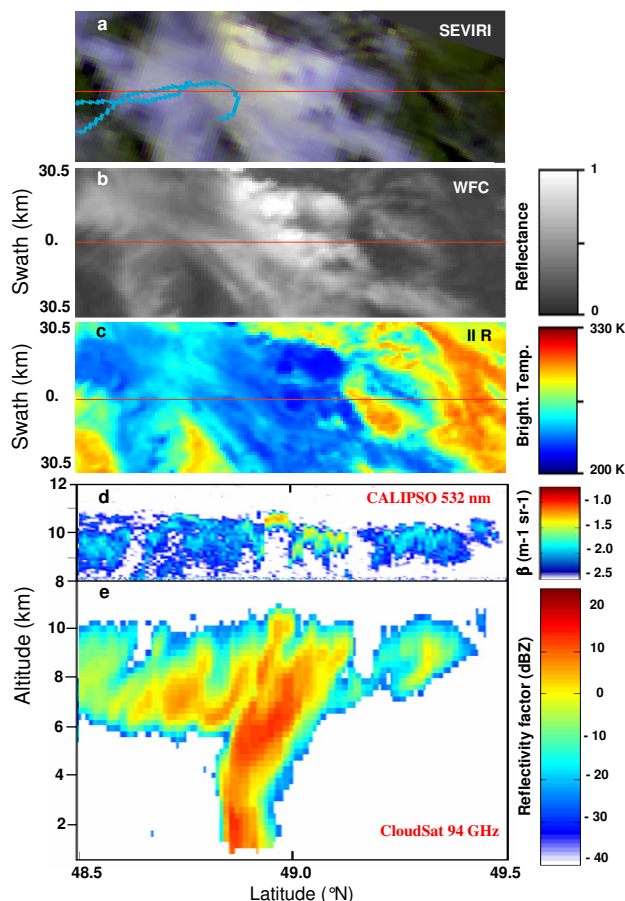 a
SEVIRI
30.5
b
WFC
1
Swath (km)
0.
Reflectance
30.5
0
30.5
c
II R
330 K
Swath (km)
0.
Bright. Temp.
30.5
200 K
12
d
CALIPSO 532 nm
- 1.0
10
- 1.5
- 2.0
- 2.5
β (m-1 sr-1)
8
e
Altitude (km)
8
6
4
2
20
10
0
- 10
- 20
- 30
- 40
Reflectivity factor (dBZ)
CloudSat 94 GHz
48.5
49.0
49.5
Latitude (°N)